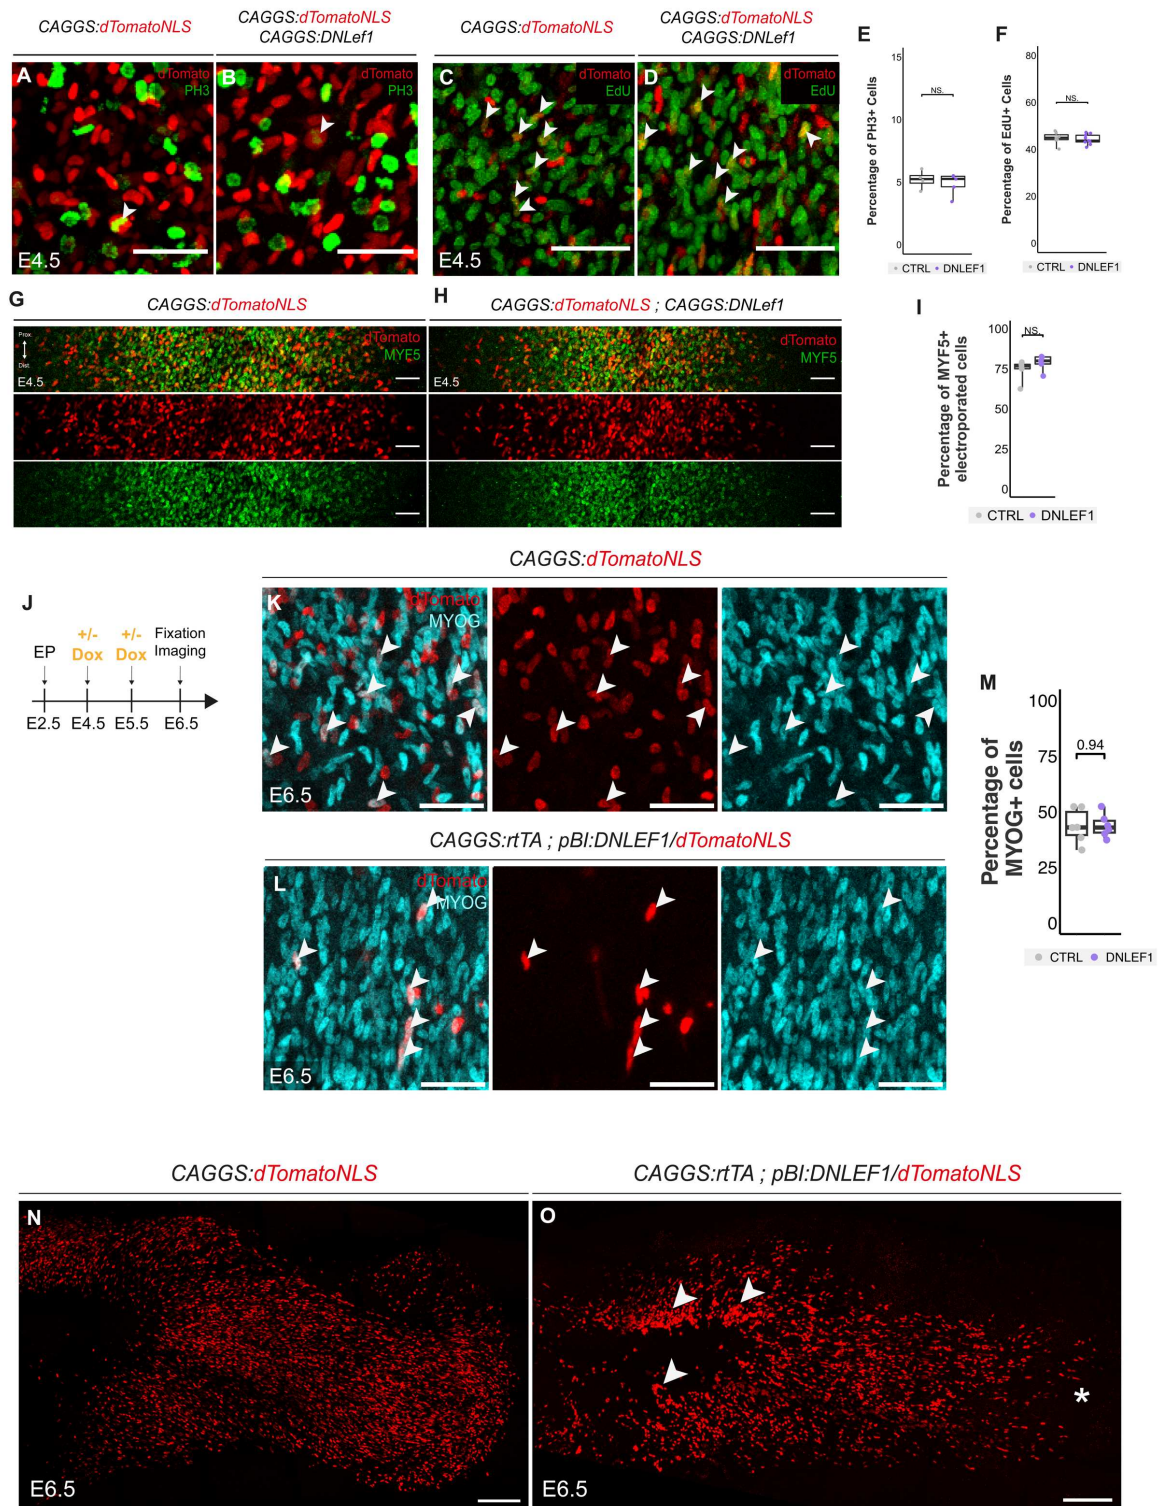 CAGGS:dTomatoNLS
CAGGS:dTomatoNLS
CAGGS:DNLef1
CAGGS:dTomatoNLS
CAGGS:dTomatoNLS
CAGGS:DNLef1
A
dTomato
PH3
E4.5
B
dTomato
PH3
C
dTomato
EdU
E4.5
D
dTomato
EdU
E
Percentage of PH3+ Cells
15
10
5
0
NS.
CTRL DNLEF1
F
Percentage of EdU+ Cells
80
60
40
20
0
NS.
CTRL DNLEF1
G
CAGGS:dTomatoNLS
Prox.
Dist.
E4.5
dTomato
MYF5
H
CAGGS:dTomatoNLS ; CAGGS:DNLef1
E4.5
dTomato
MYF5
I
Percentage of MYF5+
electroporated cells
100
75
50
25
0
NS.
CTRL DNLEF1
J
EP
+/-
Dox
+/-
Dox
Fixation
Imaging
E2.5 E4.5 E5.5 E6.5
CAGGS:dTomatoNLS
K
dTomato
MYOG
E6.5
CAGGS:rtTA ; pBI:DNLEF1/dTomatoNLS
L
dTomato
MYOG
E6.5
M
Percentage of
MYOG+ cells
100
75
50
25
0
0.94
CTRL DNLEF1
CAGGS:dTomatoNLS
N
E6.5
CAGGS:rtTA ; pBI:DNLEF1/dTomatoNLS
O
*
E6.5